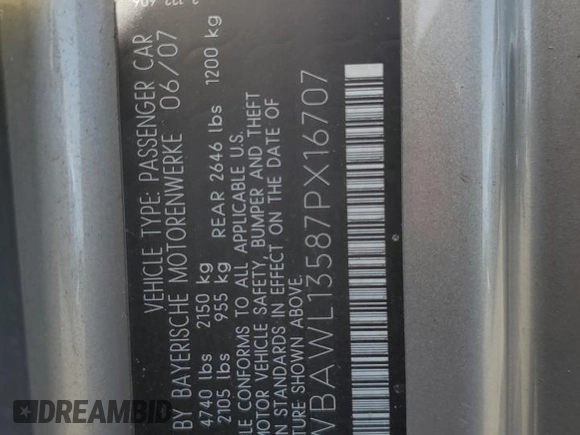 VEHICLE TYPE: PASSENGER CAR
BY BAYERISCHE MOTORENWERKE 06/07
4740 lbs 2150 kg
2105 lbs 955 kg REAR 2646 lbs 1200 kg
LE CONFORMS TO ALL APPLICABLE U.S.
MOTOR VEHICLE SAFETY, BUMPER AND THEFT
N STANDARDS IN EFFECT ON THE DATE OF
TURE SHOWN ABOVE.
WBAWL13587PX16707
DREAMBID